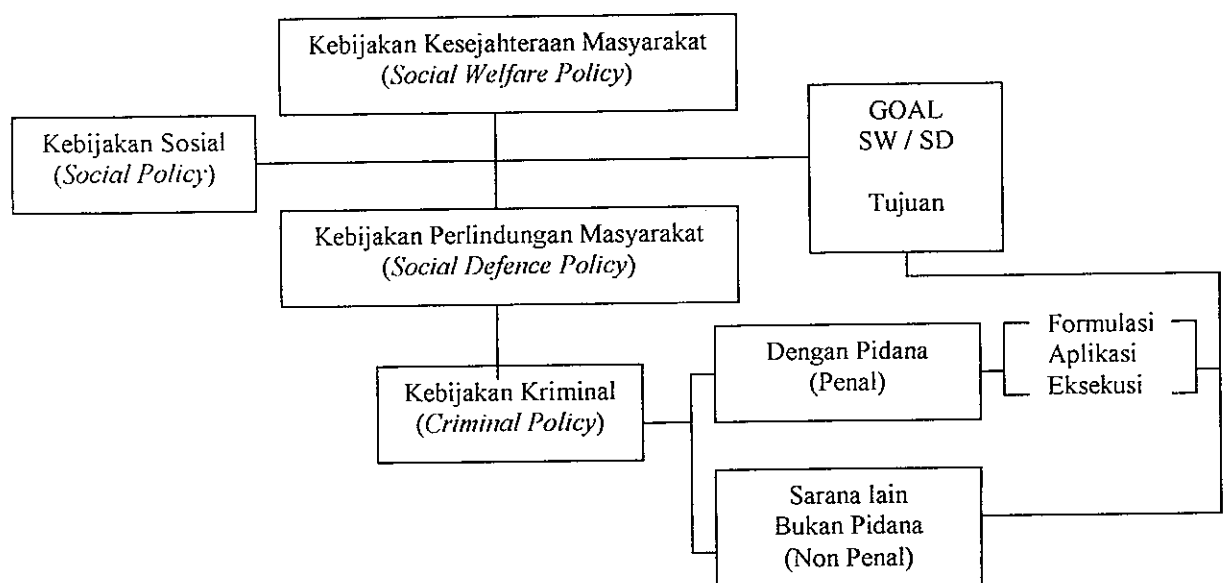 Kebijakan Kesejahteraan Masyarakat
(Social Welfare Policy)
Kebijakan Sosial
(Social Policy)
GOAL
SW / SD
Tujuan
Kebijakan Perlindungan Masyarakat
(Social Defence Policy)
Kebijakan Kriminal
(Criminal Policy)
Dengan Pidana
(Penal)
Formulasi
Aplikasi
Eksekusi
Sarana lain
Bukan Pidana
(Non Penal)